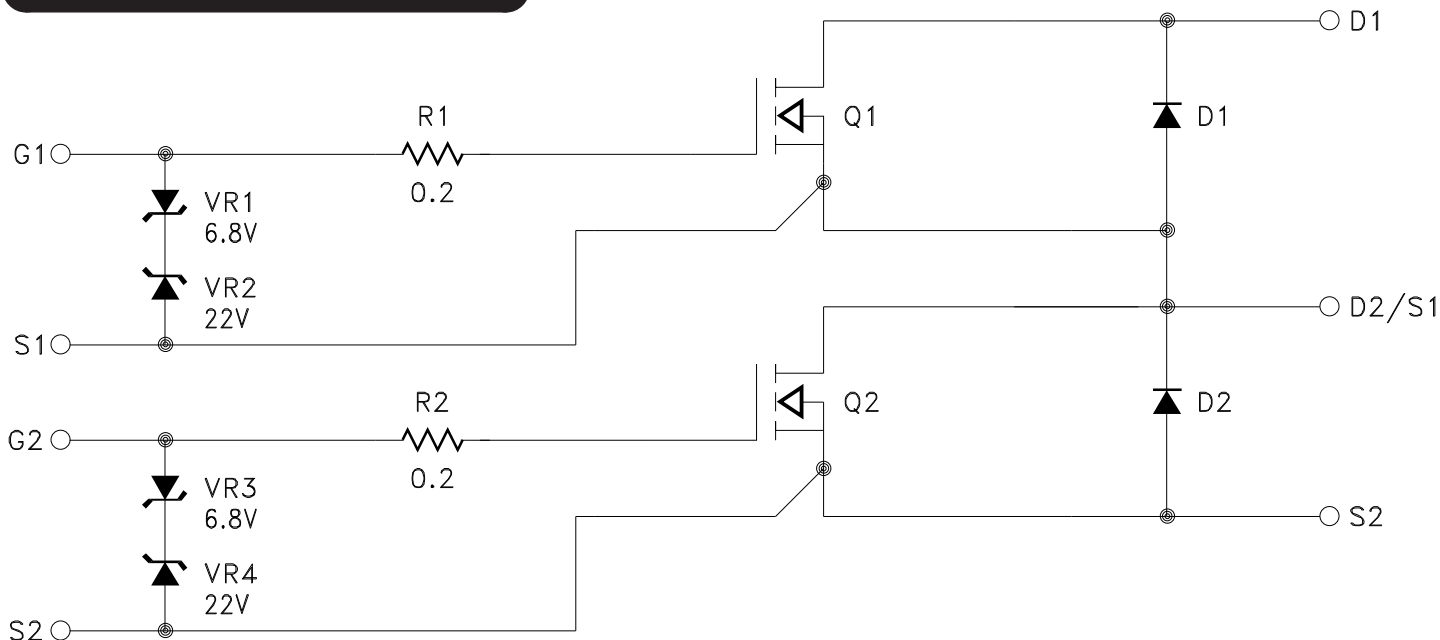 D1
R1
Q1
D1
G1
0.2
VR1
6.8V
VR2
22V
D2/S1
S1
R2
Q2
D2
G2
0.2
VR3
6.8V
S2
VR4
22V
S2